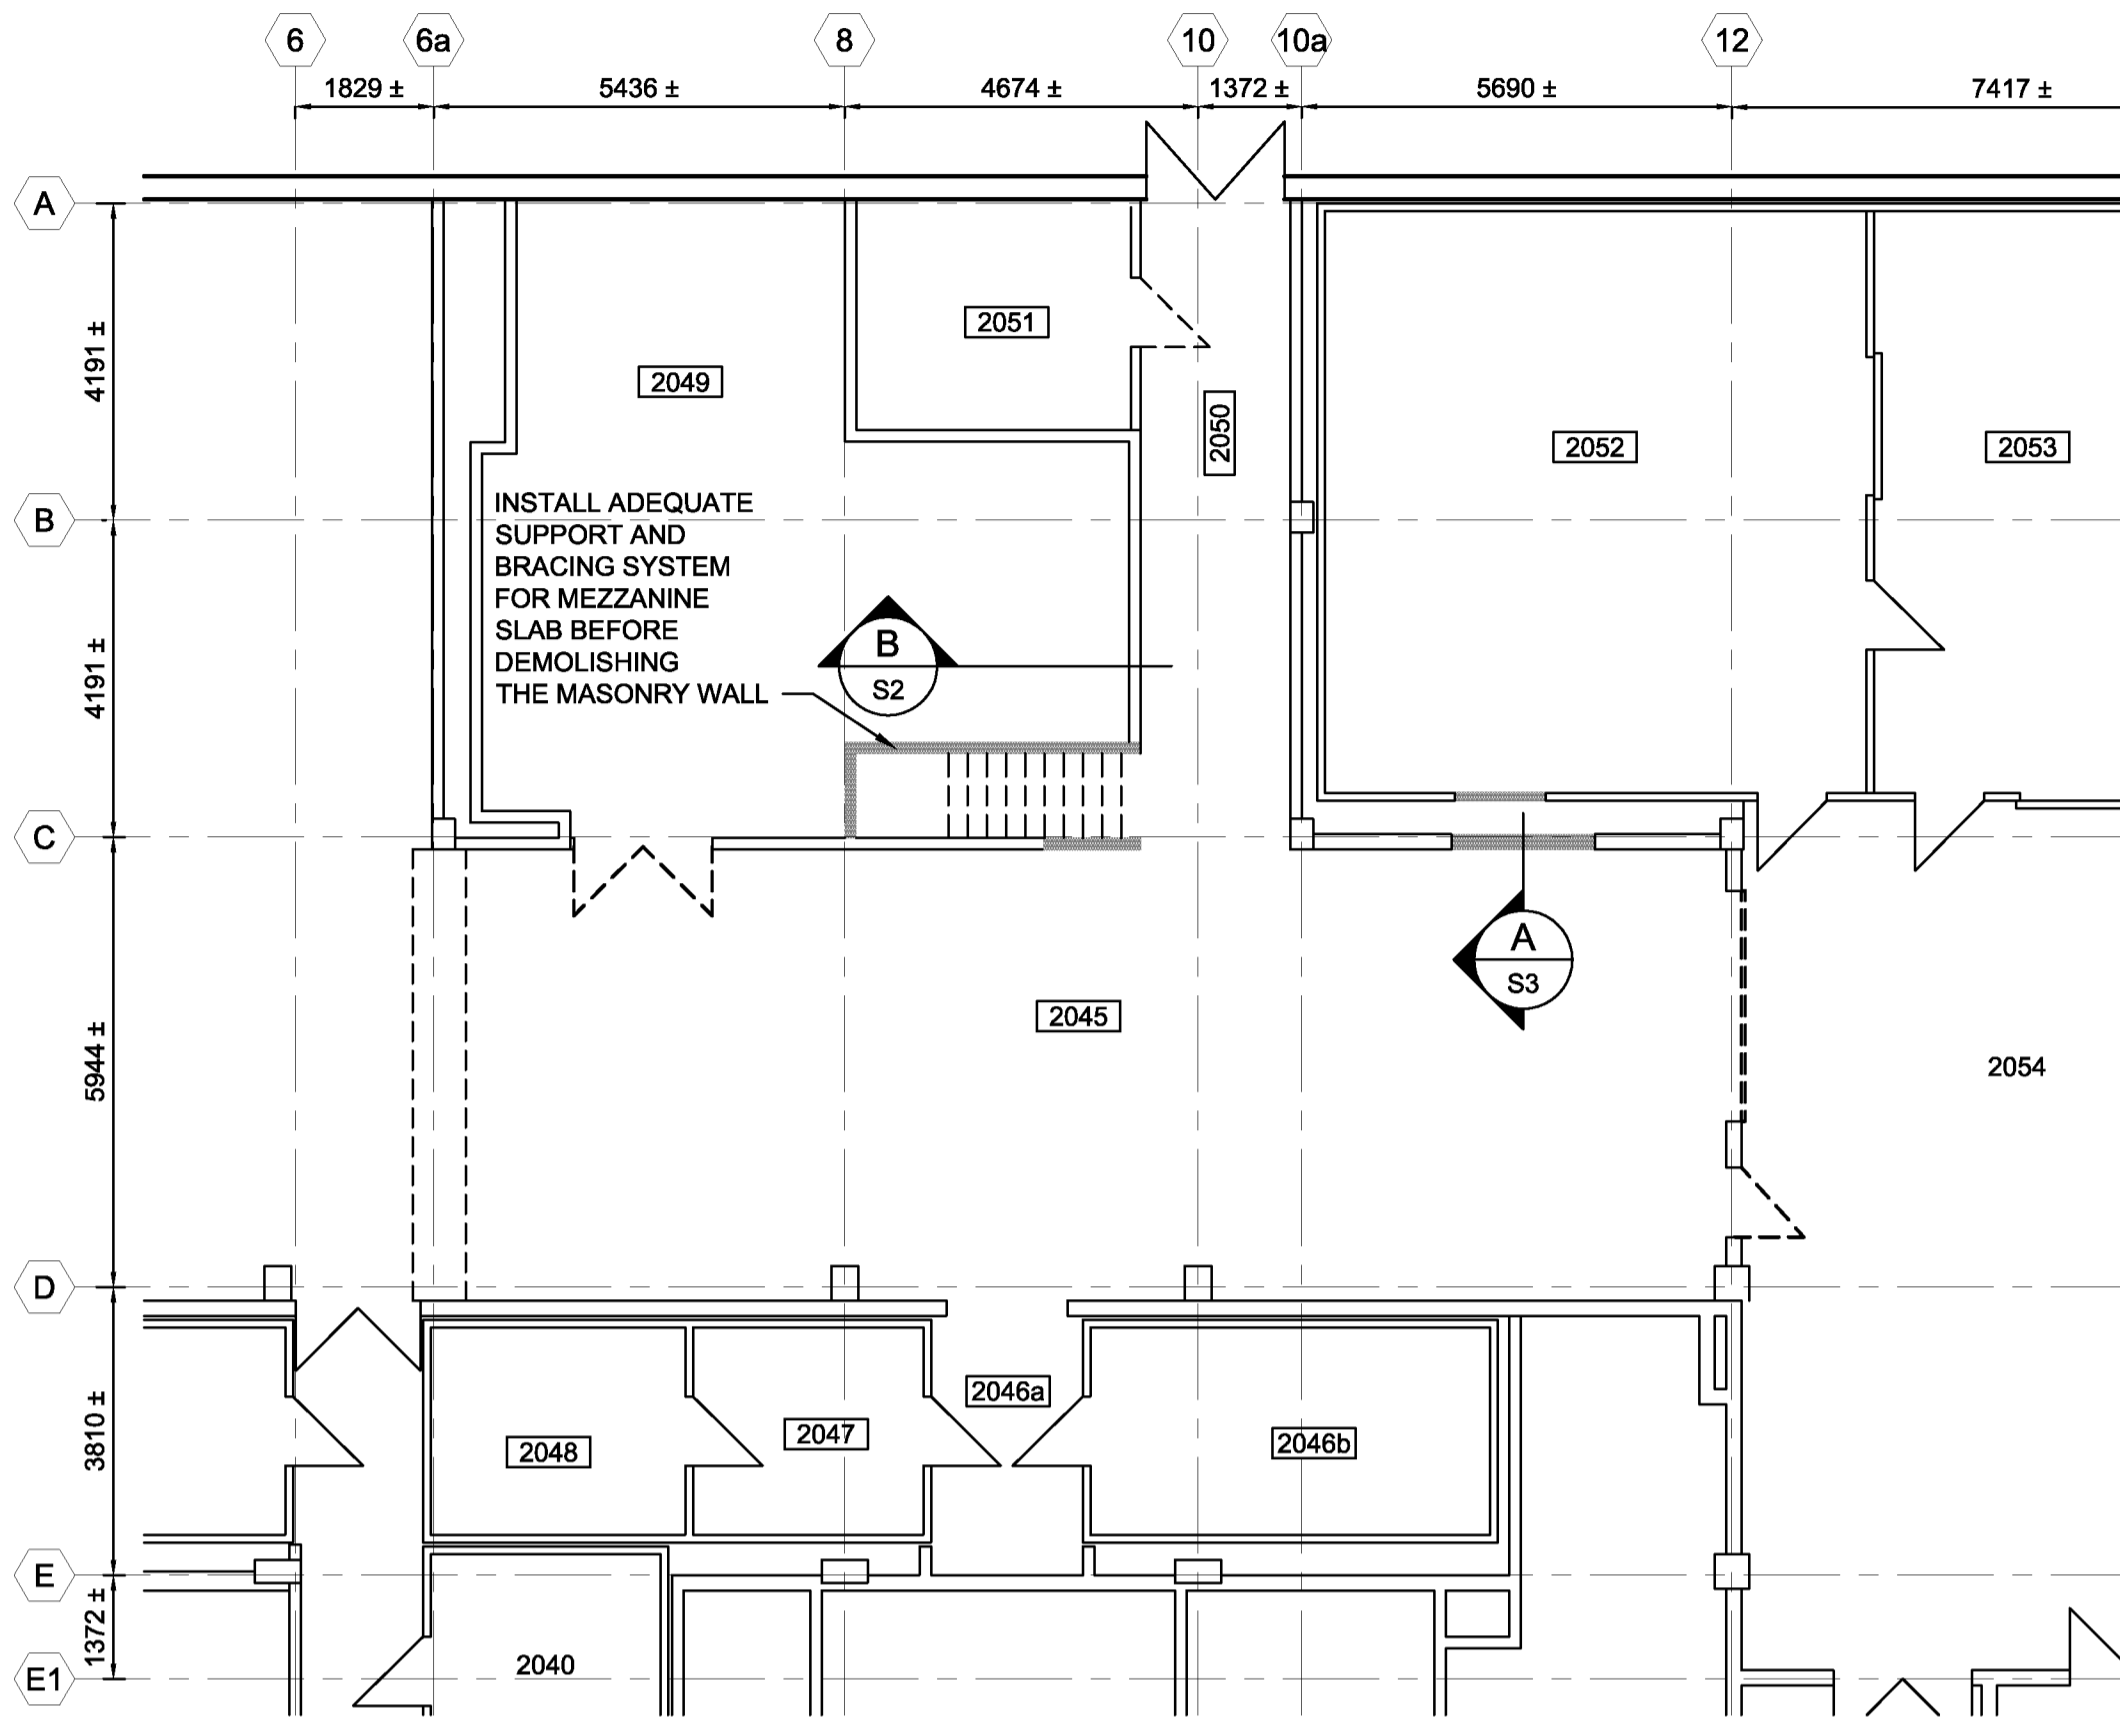 6
6a
8
10
10a
12
1829 ±
5436 ±
4674 ±
1372 ±
5690 ±
7417 ±
A
4191 ±
2051
2049
2050
2052
2053
B
INSTALL ADEQUATE
SUPPORT AND
BRACING SYSTEM
FOR MEZZANINE
SLAB BEFORE
DEMOLISHING
THE MASONRY WALL
B
S2
4191 ±
C
A
S3
2045
5944 ±
2054
D
2046a
2047
2048
2046b
3810 ±
E
1372 ±
2040
E1